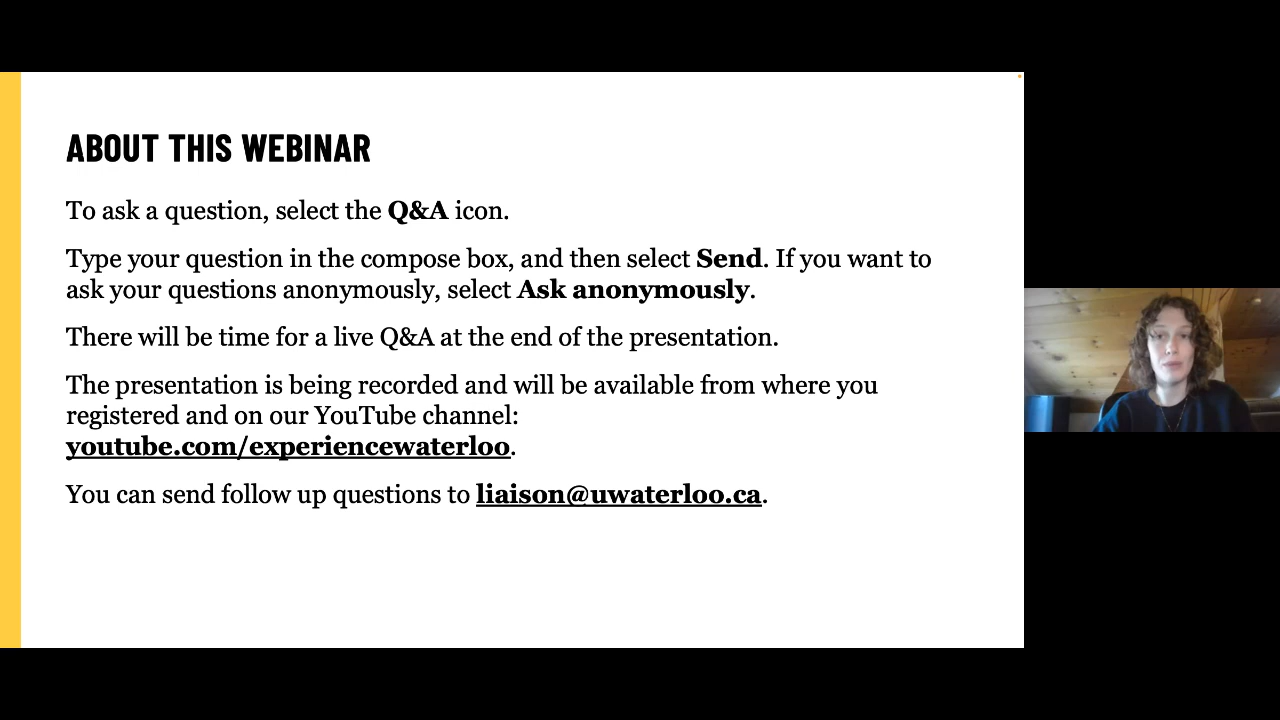 ABOUT THIS WEBINAR
To ask a question, select the Q&A icon.
Type your question in the compose box, and then select Send. If you want to
ask your questions anonymously, select Ask anonymously.
There will be time for a live Q&A at the end of the presentation.
The presentation is being recorded and will be available from where you
registered and on our YouTube channel:
youtube.com/experiencewaterloo.
You can send follow up questions to liaison@uwaterloo.ca.